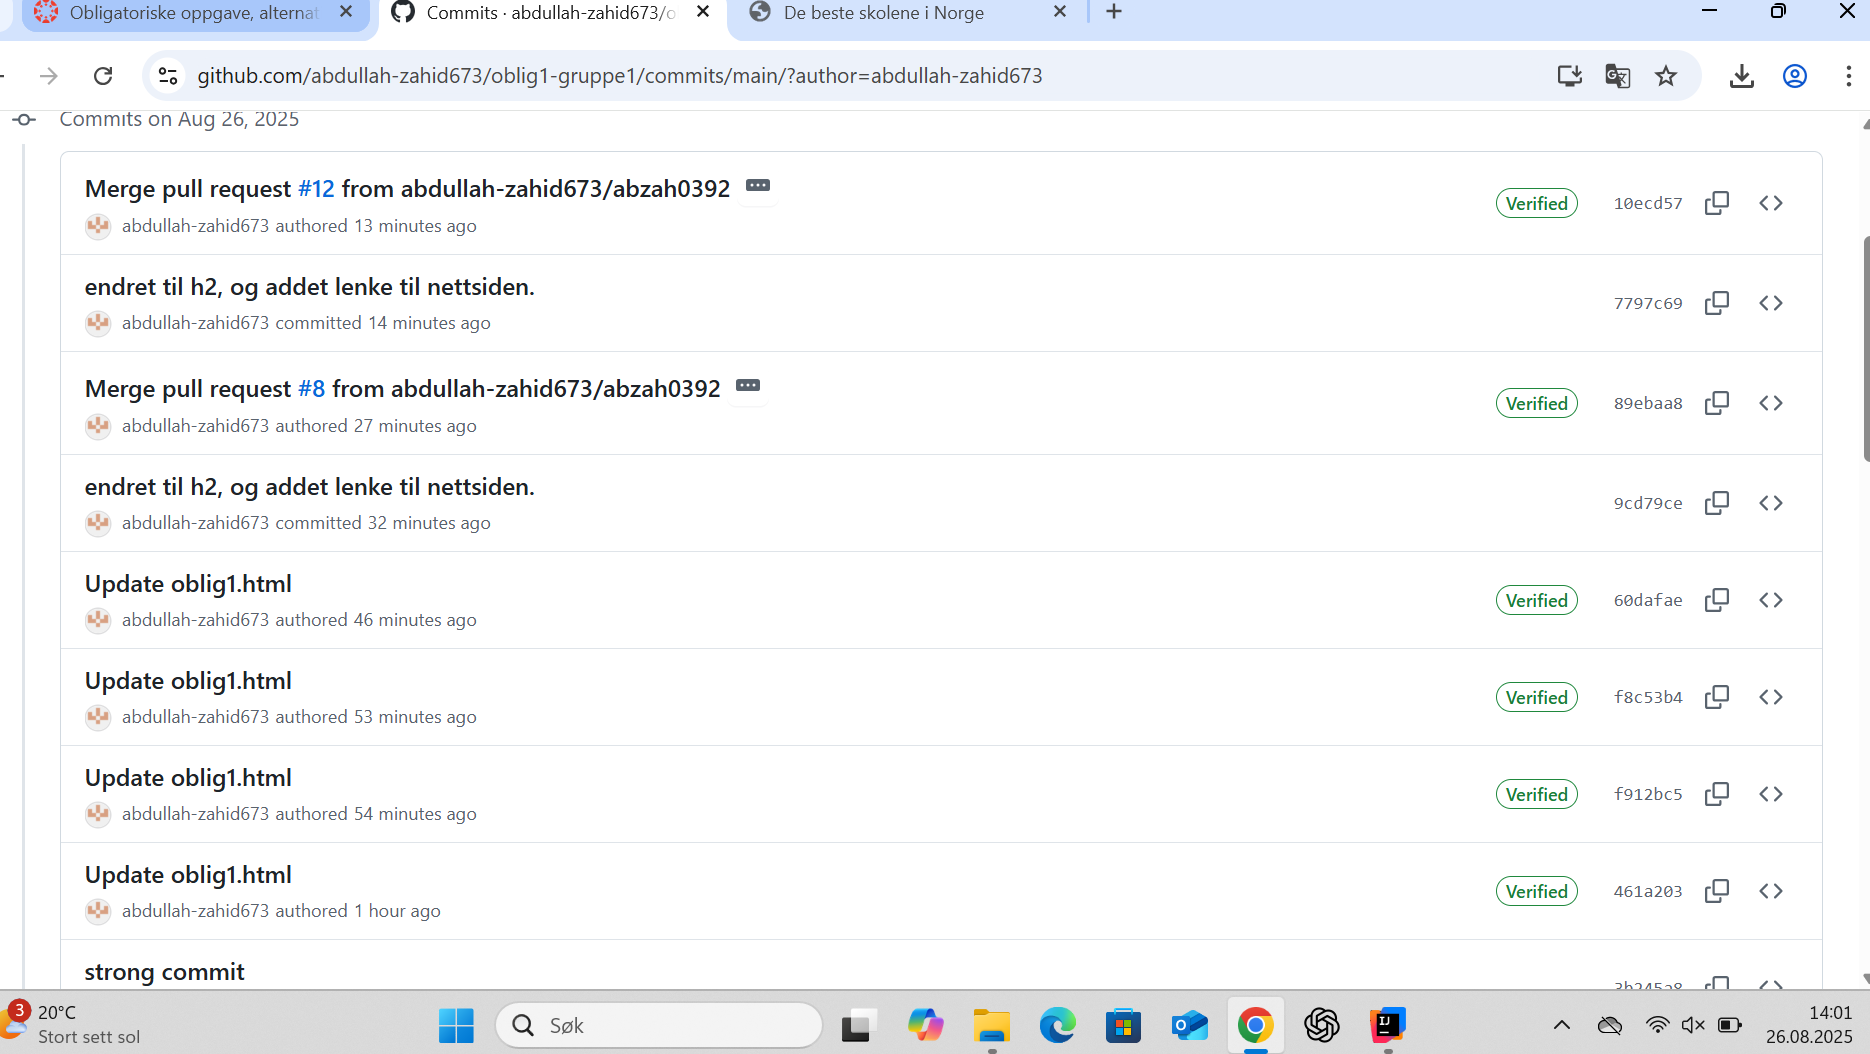 Obligatoriske oppgave, alternat
Commits · abdullah-zahid673/o
De beste skolene i Norge
github.com/abdullah-zahid673/oblig1-gruppe1/commits/main/?author=abdullah-zahid673
Commits on Aug 26, 2025
Merge pull request #12 from abdullah-zahid673/abzah0392
abdullah-zahid673 authored 13 minutes ago
Verified
10ecd57
endret til h2, og addet lenke til nettsiden.
abdullah-zahid673 committed 14 minutes ago
7797c69
Merge pull request #8 from abdullah-zahid673/abzah0392
abdullah-zahid673 authored 27 minutes ago
Verified
89ebaa8
endret til h2, og addet lenke til nettsiden.
abdullah-zahid673 committed 32 minutes ago
9cd79ce
Update oblig1.html
abdullah-zahid673 authored 46 minutes ago
Verified
60dafae
Update oblig1.html
abdullah-zahid673 authored 53 minutes ago
Verified
f8c53b4
Update oblig1.html
abdullah-zahid673 authored 54 minutes ago
Verified
f912bc5
Update oblig1.html
abdullah-zahid673 authored 1 hour ago
Verified
461a203
strong commit
3b245a8
3
20°C
Stort sett sol
Søk
14:01
26.08.2025